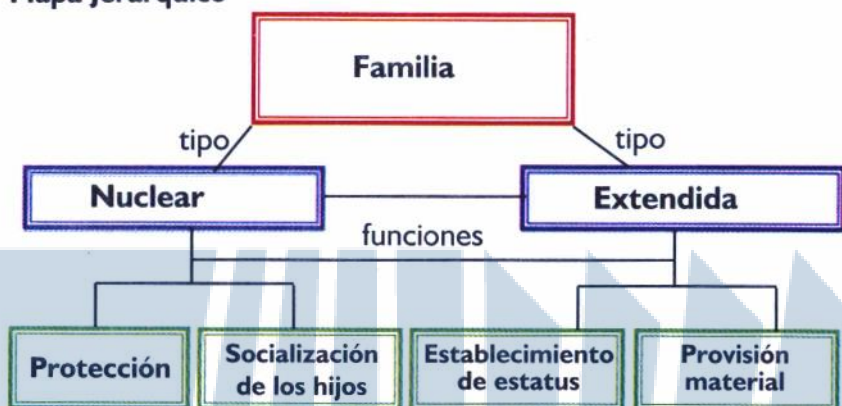 Mapa jerárquico
Familia
tipo
tipo
Nuclear
Extendida
funciones
Protección
Socialización
de los hijos
Establecimiento
de estatus
Provisión
material